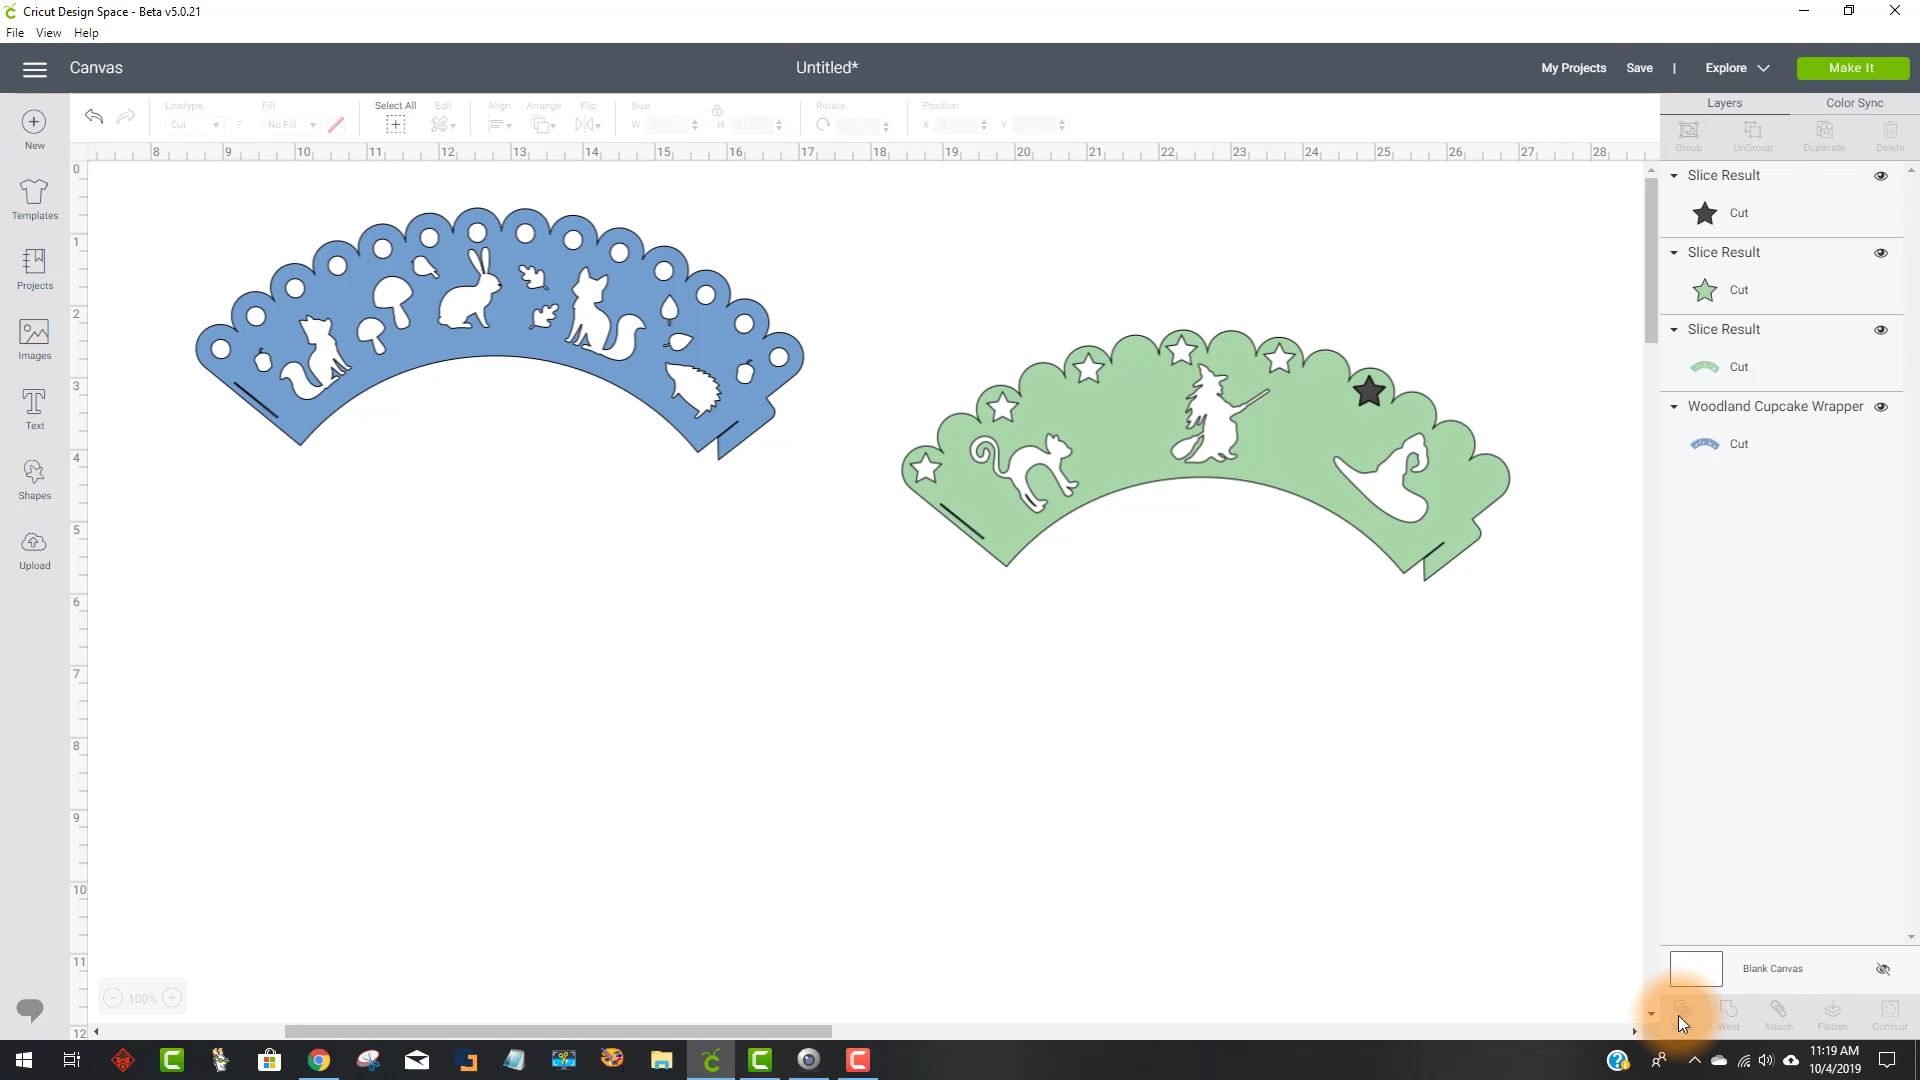 Cricut Design Space - Beta v5.0.21
File View Help
Canvas
Untitled*
My Projects Save | Explore Make It
Linetype
Cut
?
Fill
No Fill
Select All
Edit
Align
Arrange
Flip
Size
W
H
Rotate
Position
X
Y
Layers
Color Sync
Group
UnGroup
Duplicate
Delete
New
Templates
Projects
Images
Text
Shapes
Upload
8 9 10 11 12 13 14 15 16 17 18 19 20 21 22 23 24 25 26 27 28
0
1
2
3
4
5
6
7
8
9
10
11
12
Slice Result
Cut
Slice Result
Cut
Slice Result
Cut
Woodland Cupcake Wrapper
Cut
Blank Canvas
Weld
Attach
Flatten
Contour
100%
11:19 AM
10/4/2019